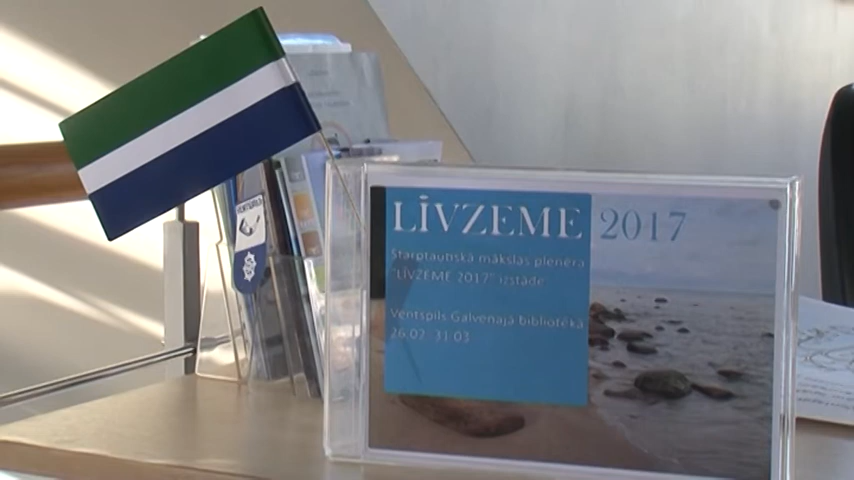 LĪVZEME 2017
Starptautiskā mākslas plenēra
"LĪVZEME 2017" izstāde
Ventspils Galvenajā bibliotēkā
26.02-31.03